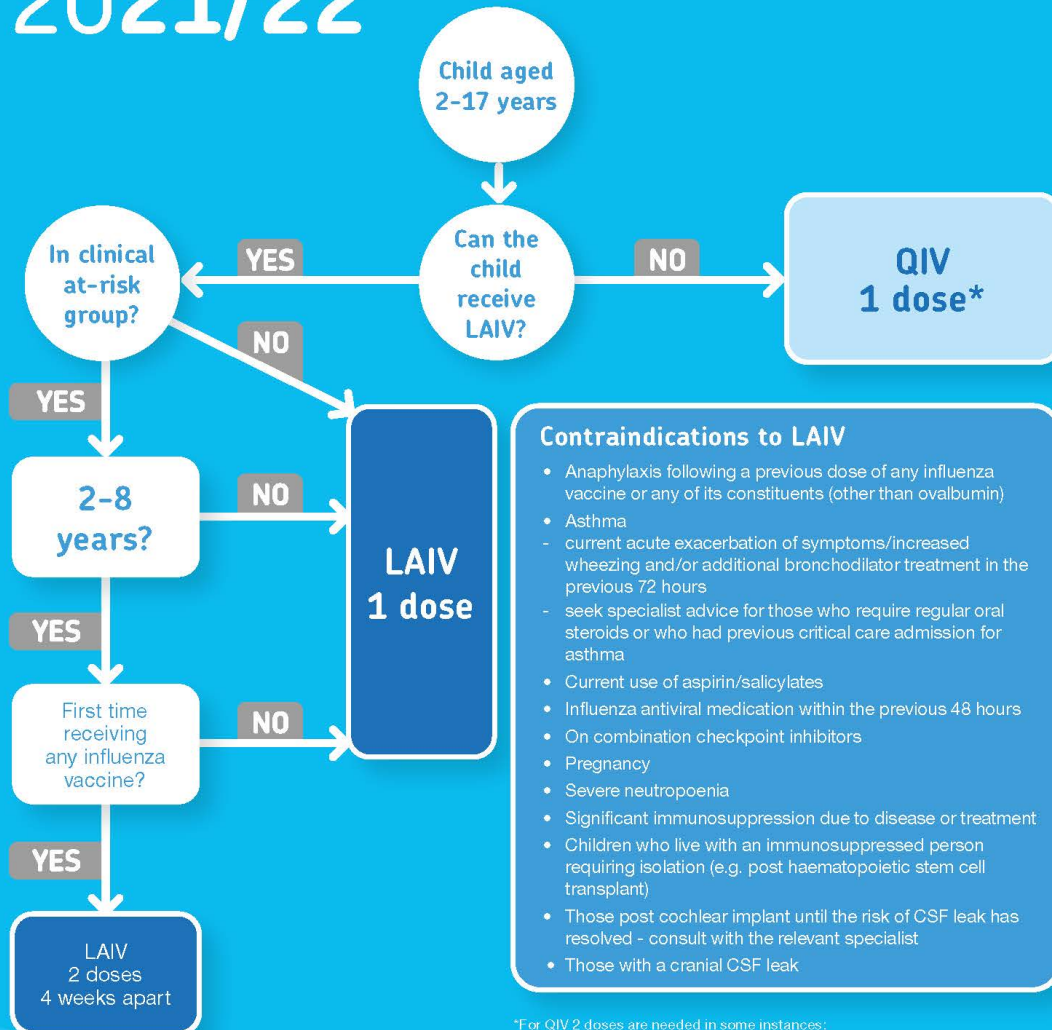 2021/22
Child aged
2-17 years
Can the
child
receive
LAIV?
YES
NO
In clinical
at-risk
group?
QIV
1 dose*
NO
YES
2-8
years?
NO
LAIV
1 dose
YES
First time
receiving
any influenza
vaccine?
NO
YES
LAIV
2 doses
4 weeks apart
Contraindications to LAIV
• Anaphylaxis following a previous dose of any influenza
vaccine or any of its constituents (other than ovalbumin)
• Asthma
- current acute exacerbation of symptoms/increased
wheezing and/or additional bronchodilator treatment in the
previous 72 hours
- seek specialist advice for those who require regular oral
steroids or who had previous critical care admission for
asthma
• Current use of aspirin/salicylates
• Influenza antiviral medication within the previous 48 hours
• On combination checkpoint inhibitors
• Pregnancy
• Severe neutropoenia
• Significant immunosuppression due to disease or treatment
• Children who live with an immunosuppressed person
requiring isolation (e.g. post haematopoietic stem cell
transplant)
• Those post cochlear implant until the risk of CSF leak has
resolved - consult with the relevant specialist
• Those with a cranial CSF leak
*For QIV 2 doses are needed in some instances: